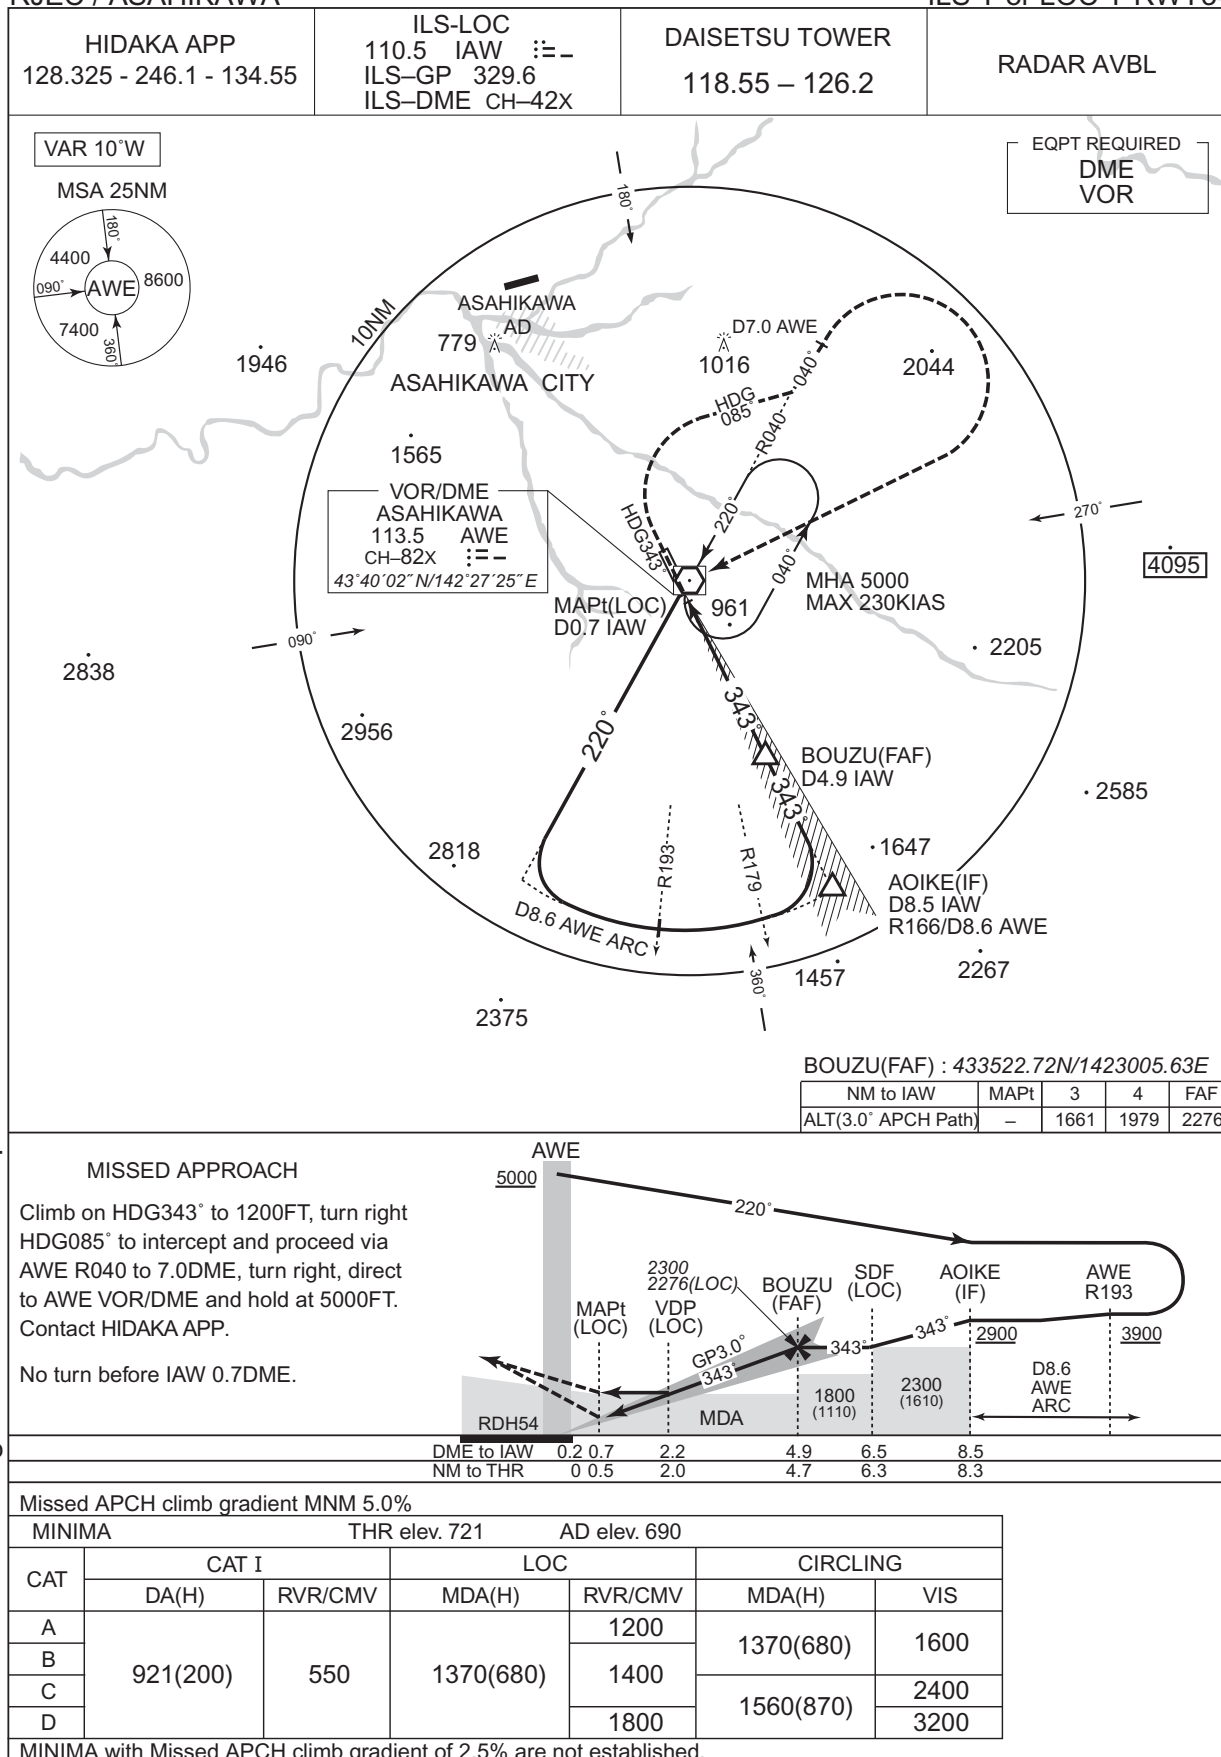 RJEC / ASAHIKAWA
HIDAKA APP
128.325 - 246.1 - 134.55
ILS-LOC
110.5 IAW
ILS–GP 329.6
ILS–DME CH–42X
DAISETSU TOWER
118.55 – 126.2
RADAR AVBL
VAR 10°W
MSA 25NM
180°
4400
8600
090°
AWE
7400
360°
EQPT REQUIRED
DME
VOR
180°
10NM
ASAHIKAWA
AD
779
ASAHIKAWA CITY
1946
D7.0 AWE
1016
040°
2044
HDG
085°
R040
1565
VOR/DME
ASAHIKAWA
113.5 AWE
CH–82X
43°40′02″N/142°27′25″E
HDG343°
220°
040°
270°
4095
MHA 5000
MAX 230KIAS
MAPt(LOC)
D0.7 IAW
961
090°
2838
2205
2956
220°
343°
BOUZU(FAF)
D4.9 IAW
343°
2585
2818
R193
R179
1647
AOIKE(IF)
D8.5 IAW
R166/D8.6 AWE
D8.6 AWE ARC
360°
1457
2267
2375
BOUZU(FAF) : 433522.72N/1423005.63E
NM to IAW MAPt 3 4 FAF
ALT(3.0° APCH Path) – 1661 1979 2276
MISSED APPROACH
Climb on HDG343° to 1200FT, turn right
HDG085° to intercept and proceed via
AWE R040 to 7.0DME, turn right, direct
to AWE VOR/DME and hold at 5000FT.
Contact HIDAKA APP.
No turn before IAW 0.7DME.
AWE
5000
220°
2300
2276(LOC)
MAPt
(LOC)
VDP
(LOC)
BOUZU
(FAF)
SDF
(LOC)
AOIKE
(IF)
AWE
R193
GP3.0°
343°
343°
343°
2900
3900
RDH54
MDA
1800
(1110)
2300
(1610)
D8.6
AWE
ARC
DME to IAW 0.2 0.7 2.2 4.9 6.5 8.5
NM to THR 0 0.5 2.0 4.7 6.3 8.3
Missed APCH climb gradient MNM 5.0%
MINIMA THR elev. 721 AD elev. 690
CAT CAT I LOC CIRCLING
DA(H) RVR/CMV MDA(H) RVR/CMV MDA(H) VIS
A 921(200) 550 1370(680) 1200 1370(680) 1600
B 1400
C 1560(870) 2400
D 1800 3200
MINIMA with Missed APCH climb gradient of 2.5% are not established.